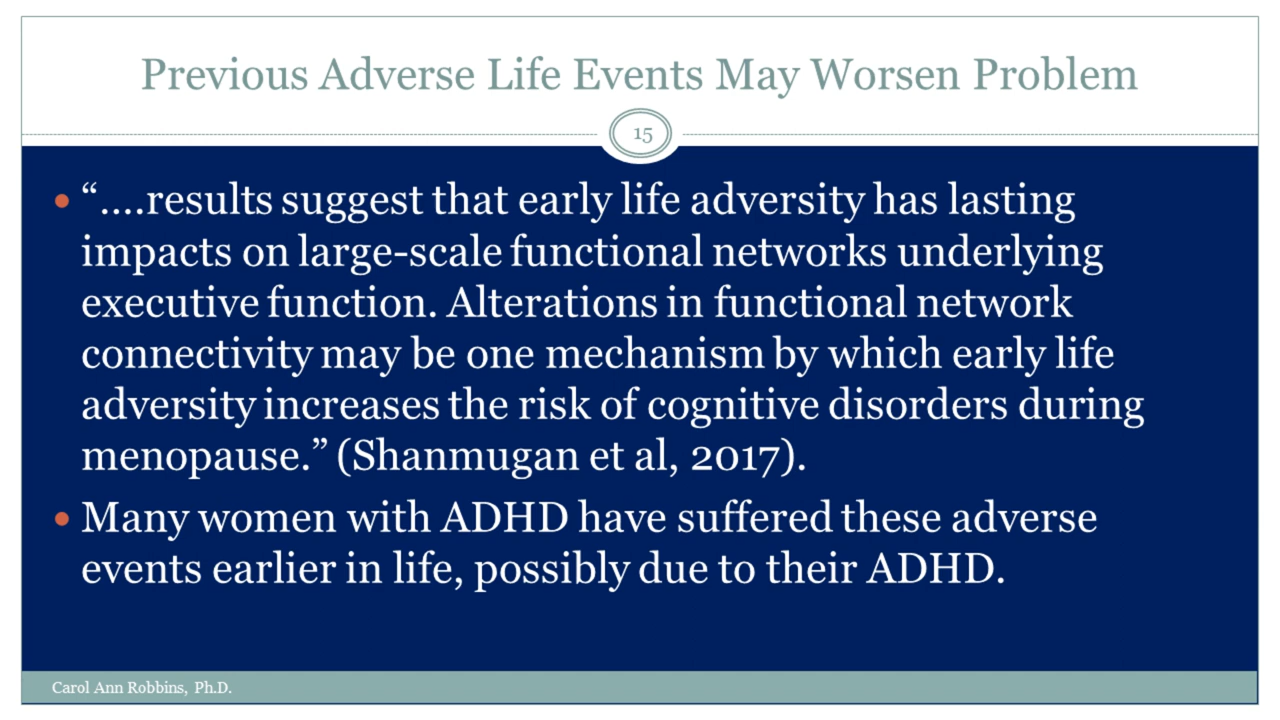 Previous Adverse Life Events May Worsen Problem
15
• “....results suggest that early life adversity has lasting
impacts on large-scale functional networks underlying
executive function. Alterations in functional network
connectivity may be one mechanism by which early life
adversity increases the risk of cognitive disorders during
menopause.” (Shanmugan et al, 2017).
• Many women with ADHD have suffered these adverse
events earlier in life, possibly due to their ADHD.
Carol Ann Robbins, Ph.D.